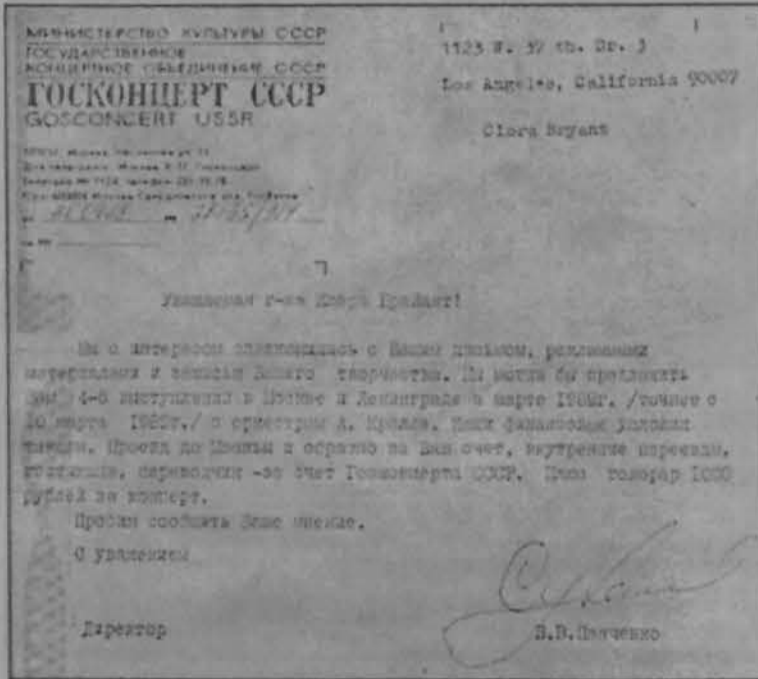 МИНИСТЕРСТВО КУЛЬТУРЫ СССР
ГОСУДАРСТВЕННОЕ
КОНЦЕРТНОЕ ОБЪЕДИНЕНИЕ СССР
ГОСКОНЦЕРТ СССР
GOSCONCERT USSR
1123 W. 37 th. Dr. 3
Los Angeles, California 90007
Clora Bryant
Уважаемая г-жа Клора Брайант!
Мы с интересом ознакомились с Вашим письмом, рекламными
материалами и записью Вашего творчества. Мы могли бы предложить
Вам 4-6 выступлений в Москве и Ленинграде в марте /точнее с
10 марта / с оркестром А. Кролла. Наши финансовые условия
таковы. Проезд до Москвы и обратно за Ваш счет, внутренние переезды,
гостиница, переводчик -за счет Госконцерта СССР. Ваш гонорар 1000
рублей за концерт.
Просим сообщить Ваше мнение.
С уважением
Директор
В.В.Панченко